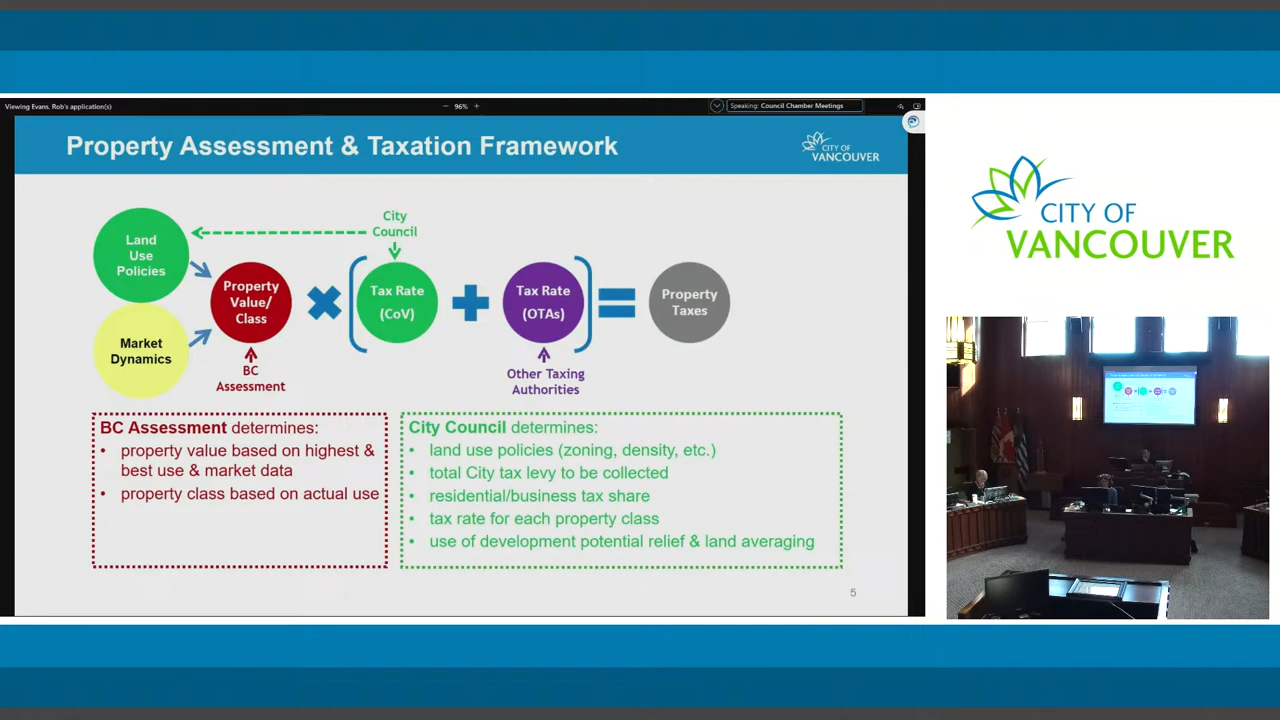 Viewing Evans, Rob's application(s)
96%
Speaking: Council Chamber Meetings
Property Assessment & Taxation Framework
CITY OF
VANCOUVER
City
Council
Land
Use
Policies
Property
Value/
Class
Tax Rate
(CoV)
Tax Rate
(OTAs)
Property
Taxes
Market
Dynamics
BC
Assessment
Other Taxing
Authorities
BC Assessment determines:
• property value based on highest &
best use & market data
• property class based on actual use
City Council determines:
• land use policies (zoning, density, etc.)
• total City tax levy to be collected
• residential/business tax share
• tax rate for each property class
• use of development potential relief & land averaging
5
CITY OF
VANCOUVER